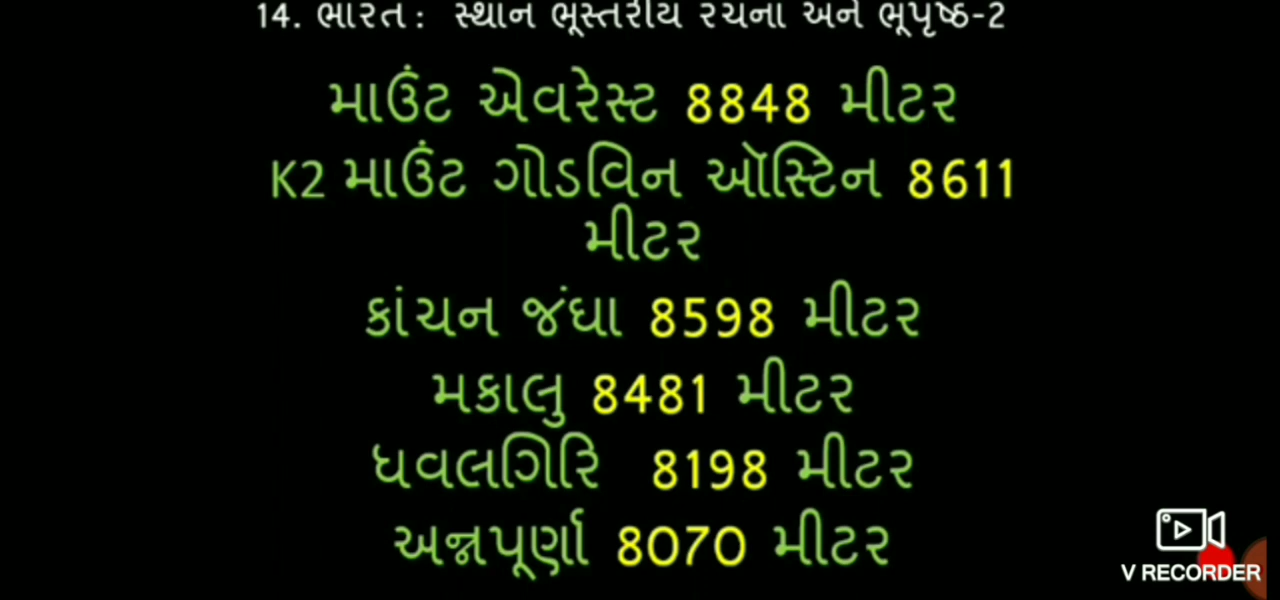 14. ભારત : સ્થાન ભૂસ્તરીય રચના અને ભૂપૃષ્ઠ-2
માઉંટ એવરેસ્ટ 8848 મીટર
K2 માઉંટ ગોડવિન ઑસ્ટિન 8611
મીટર
કાંચન જંઘા 8598 મીટર
મકાલુ 8481 મીટર
ધવલગિરિ 8198 મીટર
અન્નપૂર્ણા 8070 મીટર
V RECORDER